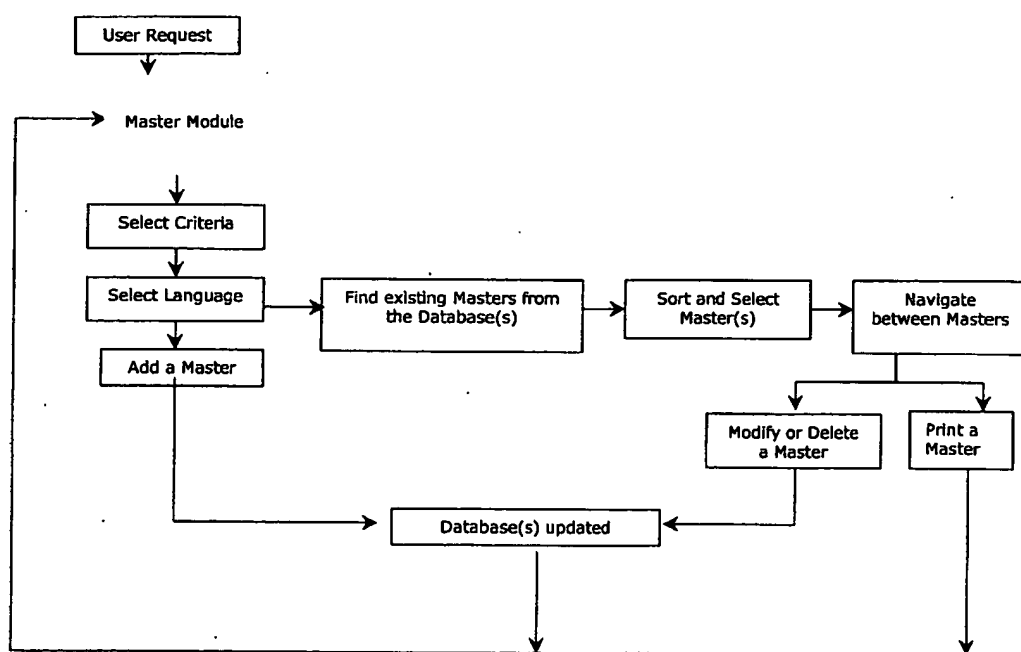 User Request
Master Module
Select Criteria
Select Language
Find existing Masters from
the Database(s)
Sort and Select
Master(s)
Navigate
between Masters
Add a Master
Modify or Delete
a Master
Print a
Master
Database(s) updated